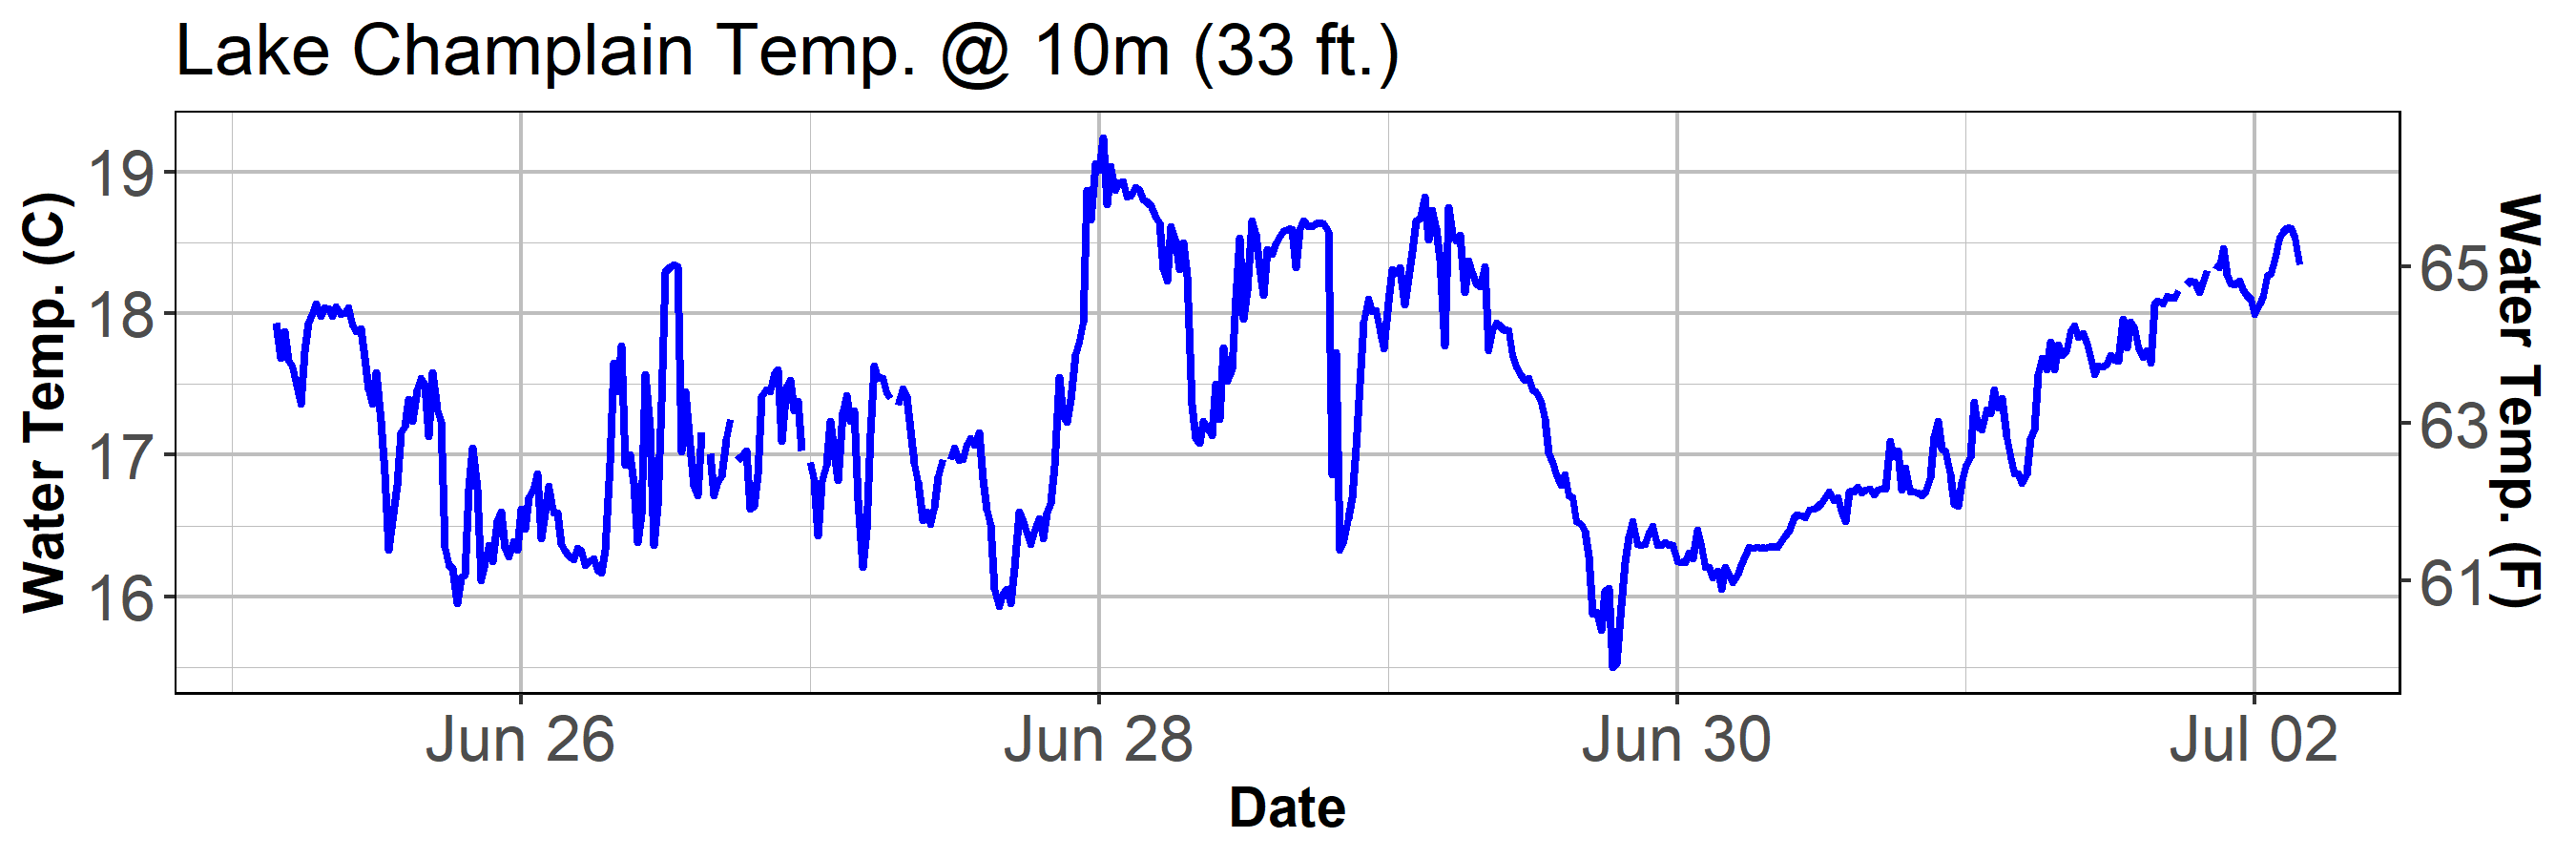 Lake Champlain Temp. @ 10m (33 ft.)
Water Temp. (C)
19
18
17
16
65
63
61
Water Temp. (F)
Jun 26
Jun 28
Jun 30
Jul 02
Date